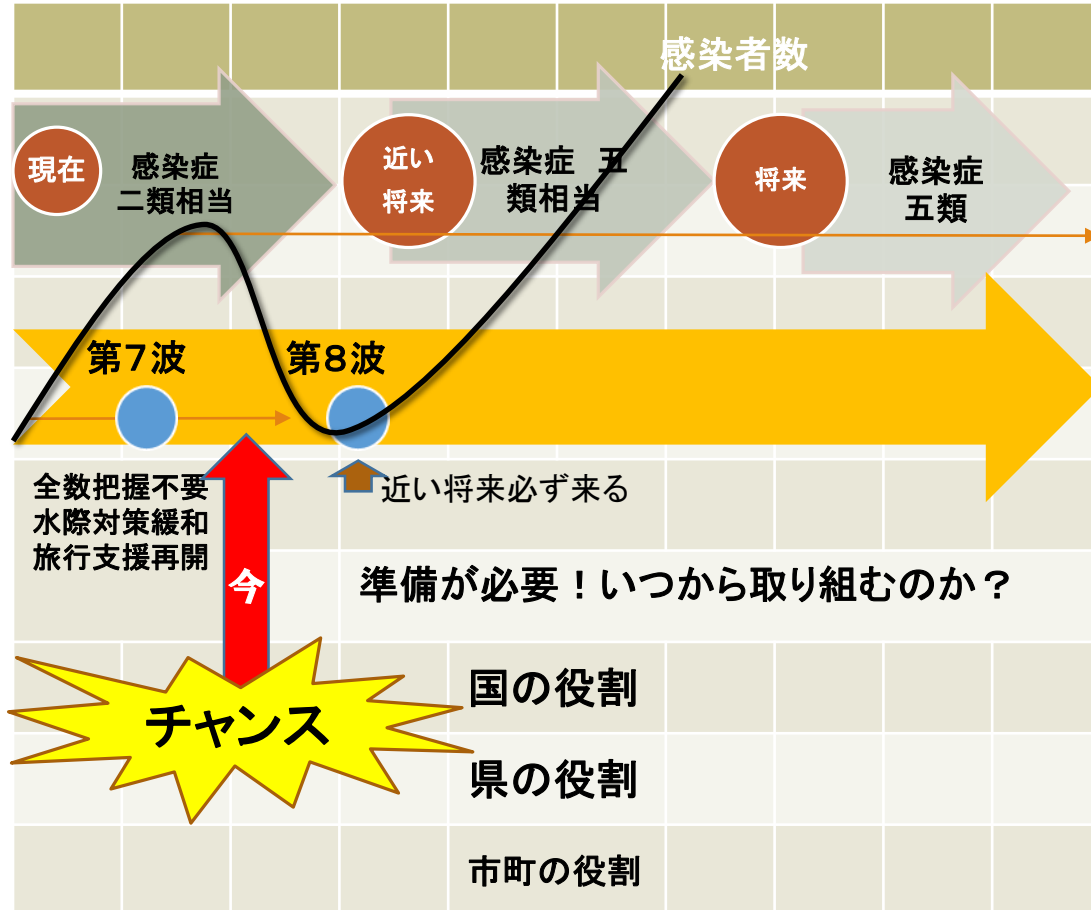 感染者数
現在
感染症
二類相当
近い
将来
感染症 五
類相当
将来
感染症
五類
第７波
第８波
全数把握不要
水際対策緩和
旅行支援再開
近い将来必ず来る
今
準備が必要！いつから取り組むのか？
チャンス
国の役割
県の役割
市町の役割